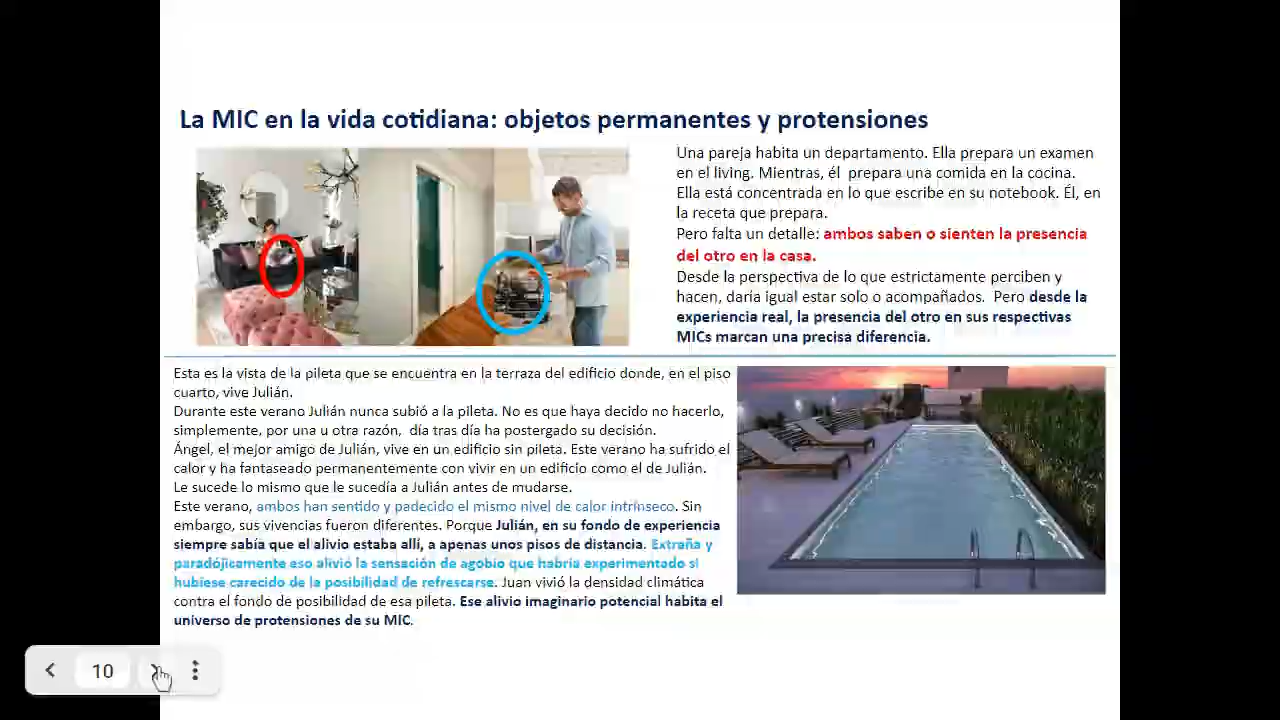 La MIC en la vida cotidiana: objetos permanentes y protensiones
Una pareja habita un departamento. Ella prepara un examen
en el living. Mientras, él prepara una comida en la cocina.
Ella está concentrada en lo que escribe en su notebook. Él, en
la receta que prepara.
Pero falta un detalle: ambos saben o sienten la presencia
del otro en la casa.
Desde la perspectiva de lo que estrictamente perciben y
hacen, daría igual estar solo o acompañados. Pero desde la
experiencia real, la presencia del otro en sus respectivas
MICs marcan una precisa diferencia.
Esta es la vista de la pileta que se encuentra en la terraza del edificio donde, en el piso
cuarto, vive Julián.
Durante este verano Julián nunca subió a la pileta. No es que haya decido no hacerlo,
simplemente, por una u otra razón, día tras día ha postergado su decisión.
Ángel, el mejor amigo de Julián, vive en un edificio sin pileta. Este verano ha sufrido el
calor y ha fantaseado permanentemente con vivir en un edificio como el de Julián.
Le sucede lo mismo que le sucedía a Julián antes de mudarse.
Este verano, ambos han sentido y padecido el mismo nivel de calor intrínseco. Sin
embargo, sus vivencias fueron diferentes. Porque Julián, en su fondo de experiencia
siempre sabía que el alivio estaba allí, a apenas unos pisos de distancia. Extraña y
paradójicamente eso alivió la sensación de agobio que habría experimentado si
hubiese carecido de la posibilidad de refrescarse. Juan vivió la densidad climática
contra el fondo de posibilidad de esa pileta. Ese alivio imaginario potencial habita el
universo de protensiones de su MIC.
10